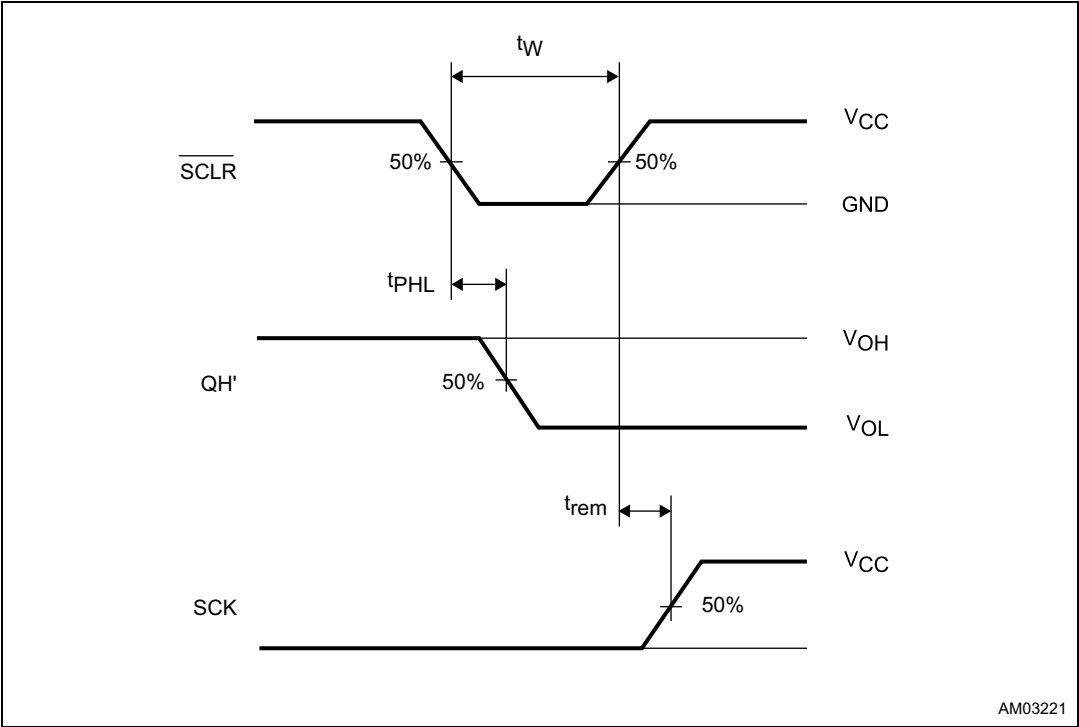 tW
VCC
SCLR
50%
50%
GND
tPHL
VOH
QH'
50%
VOL
trem
VCC
SCK
50%
AM03221